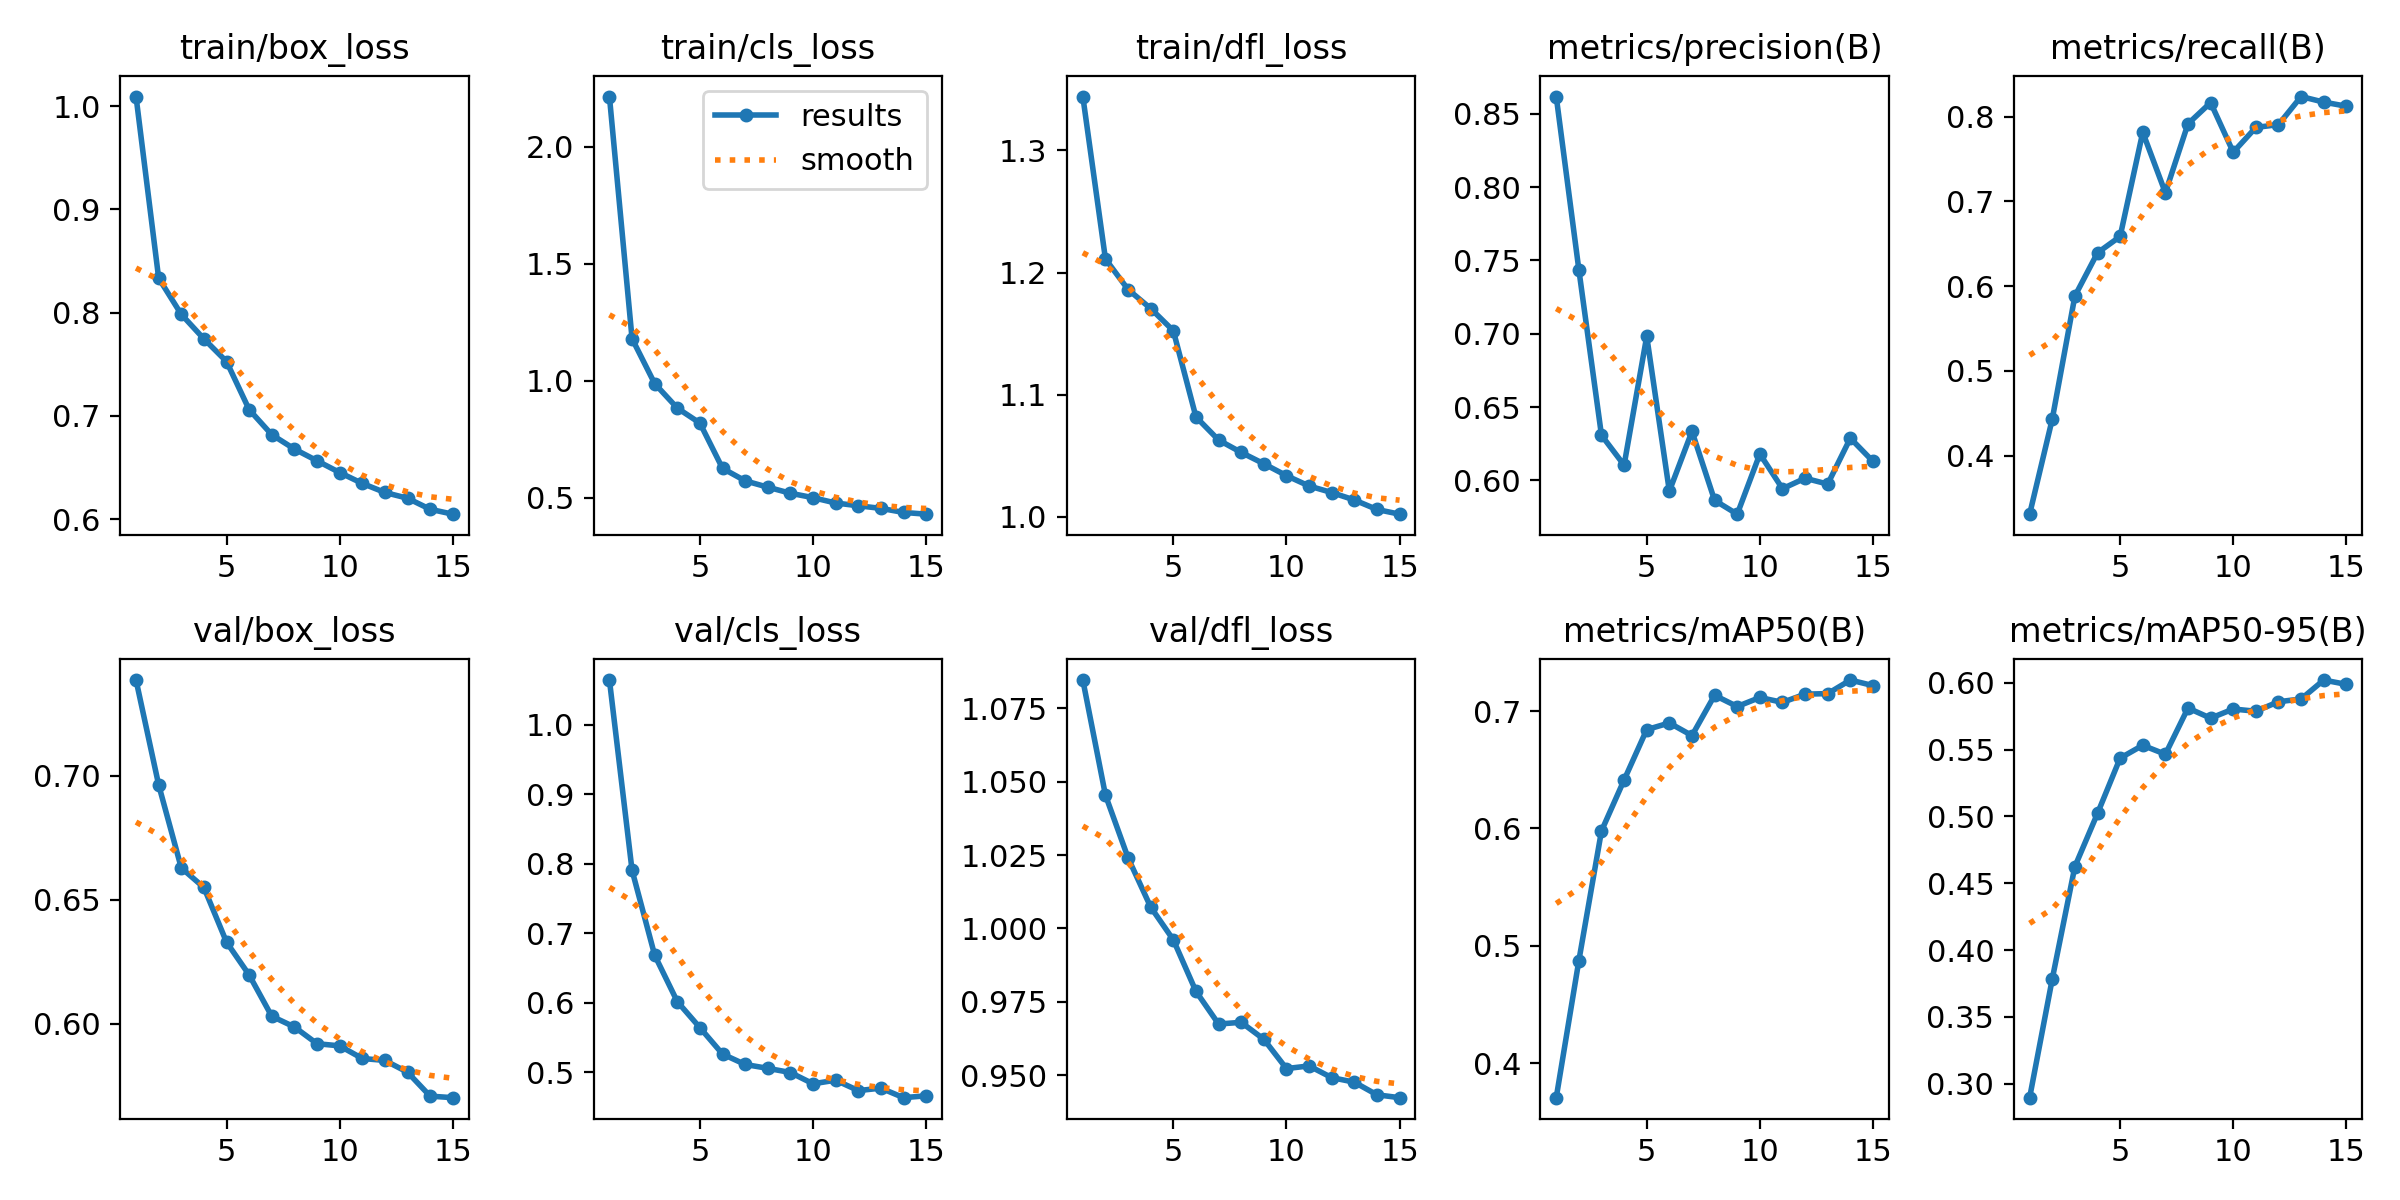 train/box_loss
1.0
0.9
0.8
0.7
0.6
5 10 15
train/cls_loss
results
smooth
2.0
1.5
1.0
0.5
5 10 15
train/dfl_loss
1.3
1.2
1.1
1.0
5 10 15
metrics/precision(B)
0.85
0.80
0.75
0.70
0.65
0.60
5 10 15
metrics/recall(B)
0.8
0.7
0.6
0.5
0.4
5 10 15
val/box_loss
0.70
0.65
0.60
5 10 15
val/cls_loss
1.0
0.9
0.8
0.7
0.6
0.5
5 10 15
val/dfl_loss
1.075
1.050
1.025
1.000
0.975
0.950
5 10 15
metrics/mAP50(B)
0.7
0.6
0.5
0.4
5 10 15
metrics/mAP50-95(B)
0.60
0.55
0.50
0.45
0.40
0.35
0.30
5 10 15